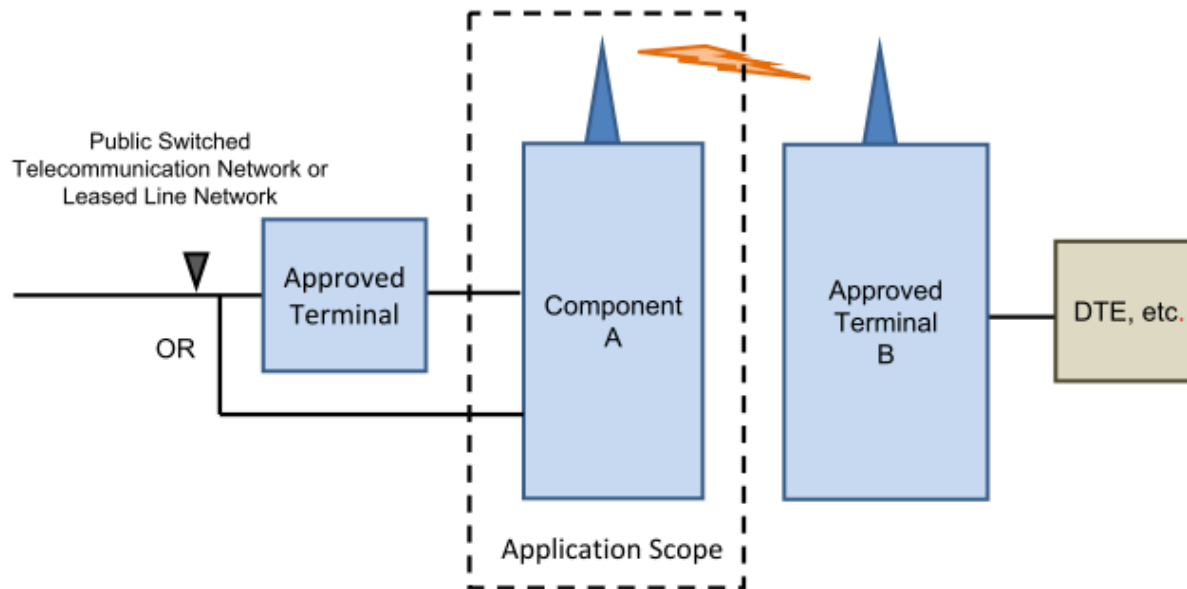 Public Switched
Telecommunication Network or
Leased Line Network
Approved
Terminal
OR
Component
A
Approved
Terminal
B
DTE, etc.
Application Scope